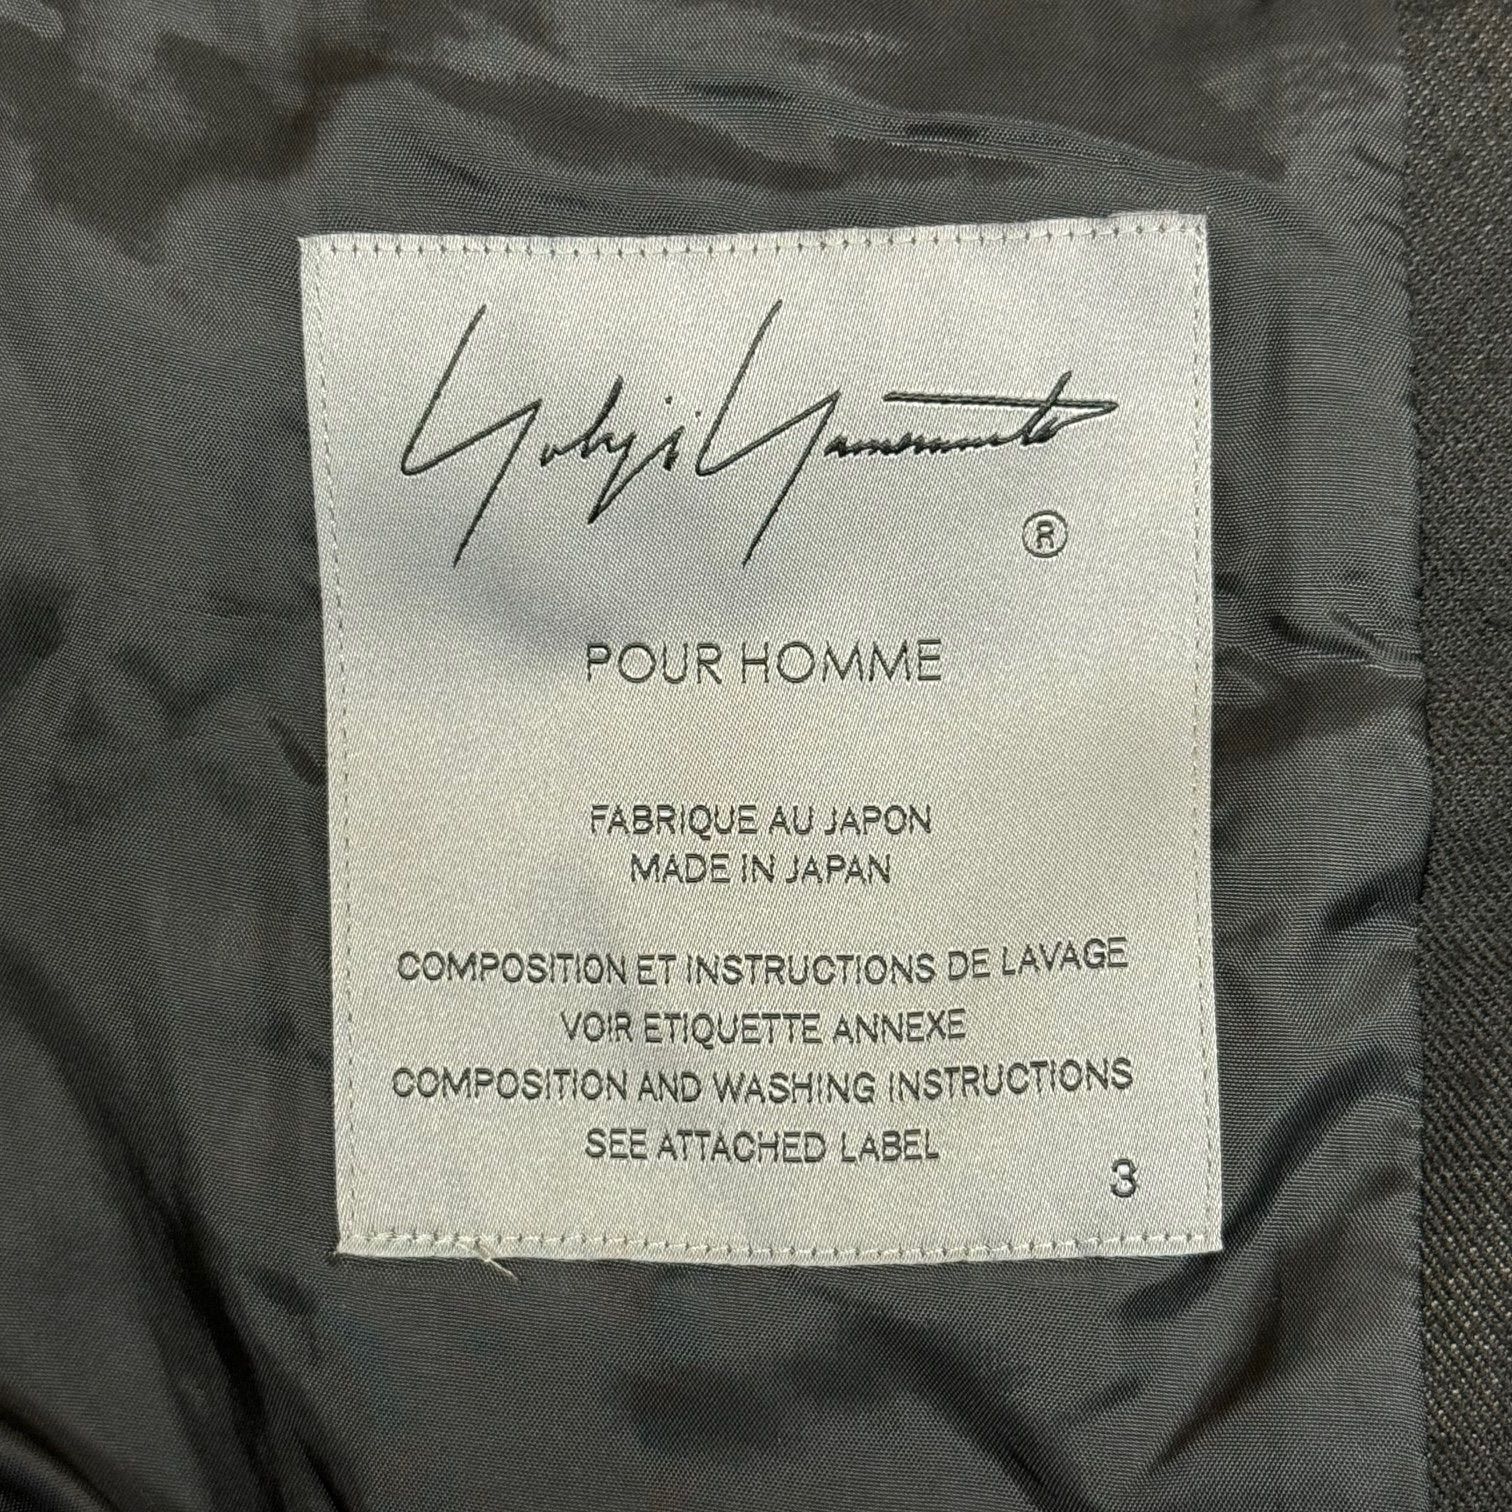 Yohji Yamamoto
®
POUR HOMME
FABRIQUE AU JAPON
MADE IN JAPAN
COMPOSITION ET INSTRUCTIONS DE LAVAGE
VOIR ETIQUETTE ANNEXE
COMPOSITION AND WASHING INSTRUCTIONS
SEE ATTACHED LABEL
3